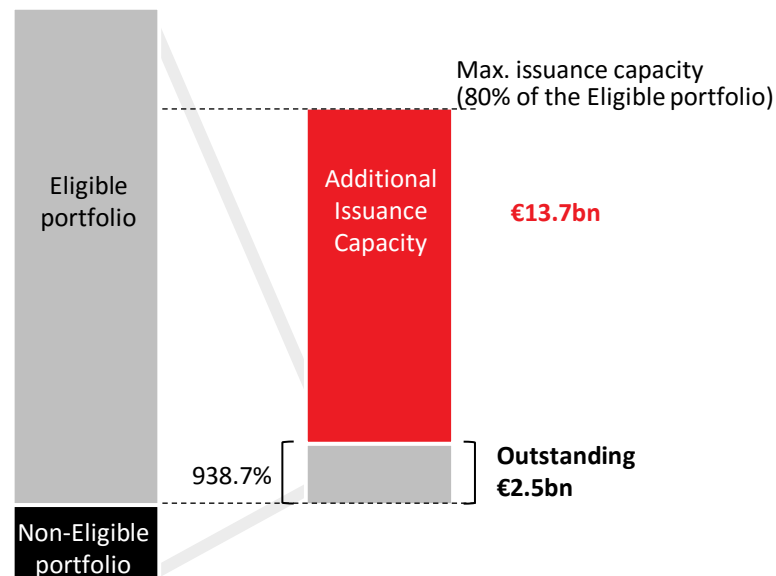 Max. issuance capacity
(80% of the Eligible portfolio)
Eligible
portfolio
Additional
Issuance
Capacity
€13.7bn
938.7%
Outstanding
€2.5bn
Non-Eligible
portfolio